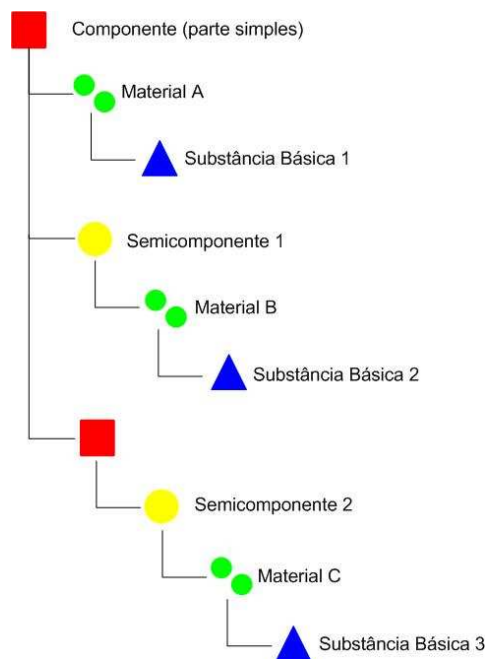 Componente (parte simples)
Material A
Substância Básica 1
Semicomponente 1
Material B
Substância Básica 2
Semicomponente 2
Material C
Substância Básica 3